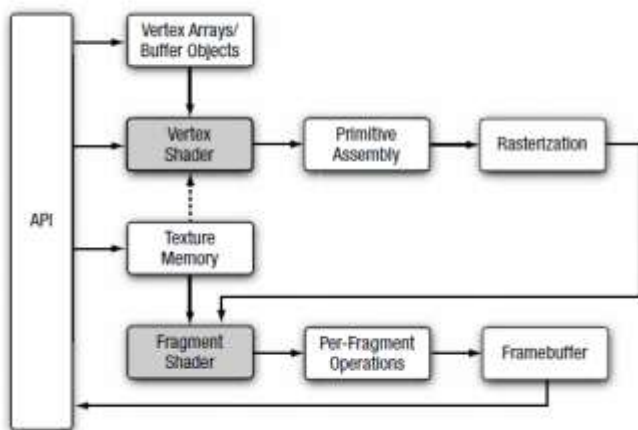 Vertex Arrays/
Buffer Objects
Vertex
Shader
Primitive
Assembly
Rasterization
API
Texture
Memory
Fragment
Shader
Per-Fragment
Operations
Framebuffer